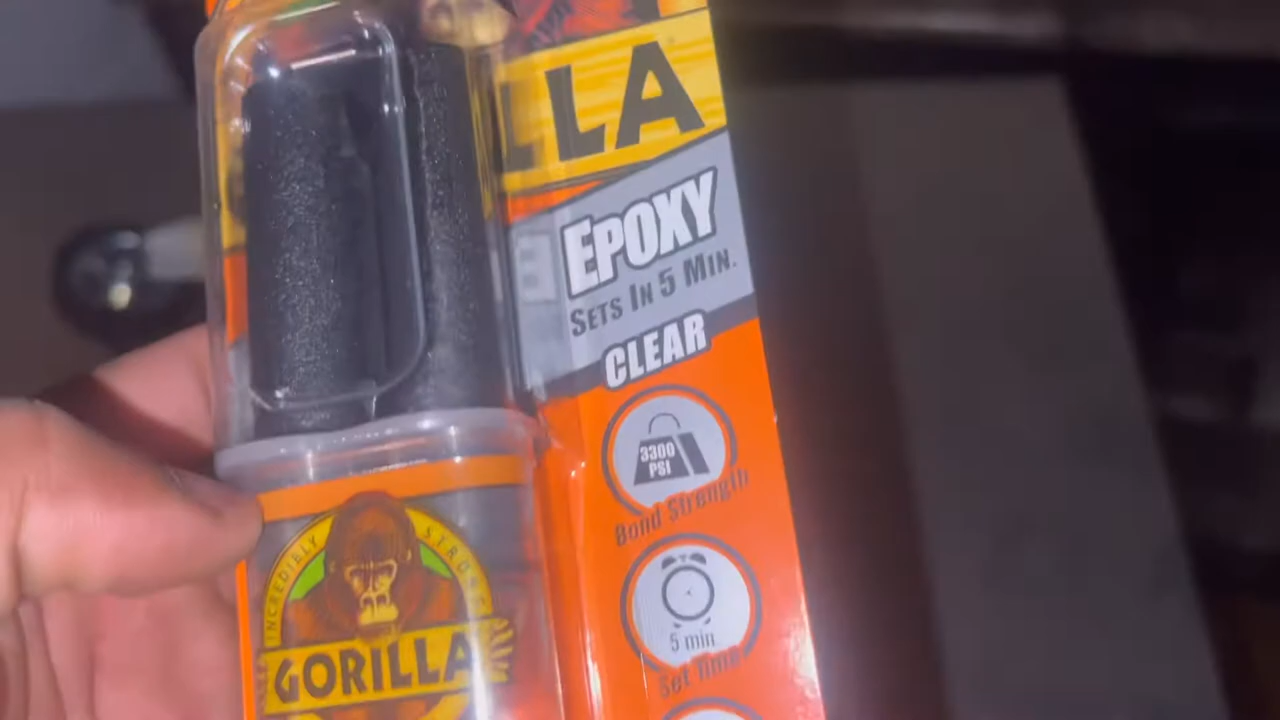 LLA
EPOXY
SETS IN 5 MIN.
CLEAR
3300
PSI
Bond Strength
5 min
Set Time
INCREDIBLY STRONG
GORILLA